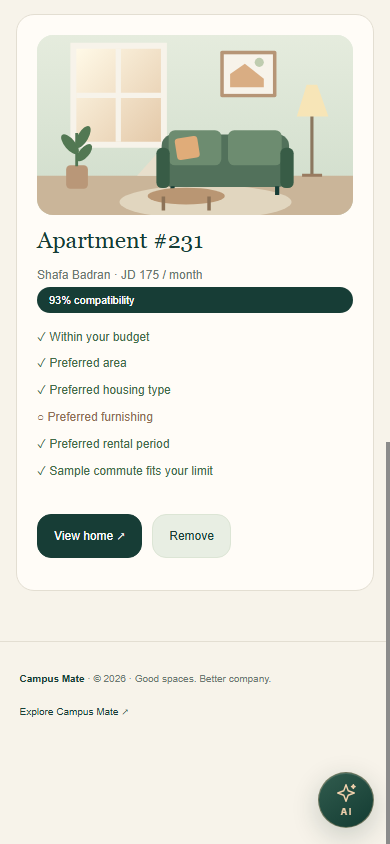 Apartment #231
Shafa Badran · JD 175 / month
93% compatibility
✓ Within your budget
✓ Preferred area
✓ Preferred housing type
○ Preferred furnishing
✓ Preferred rental period
✓ Sample commute fits your limit
View home ↗ Remove
Campus Mate · © 2026 · Good spaces. Better company.
Explore Campus Mate ↗
AI